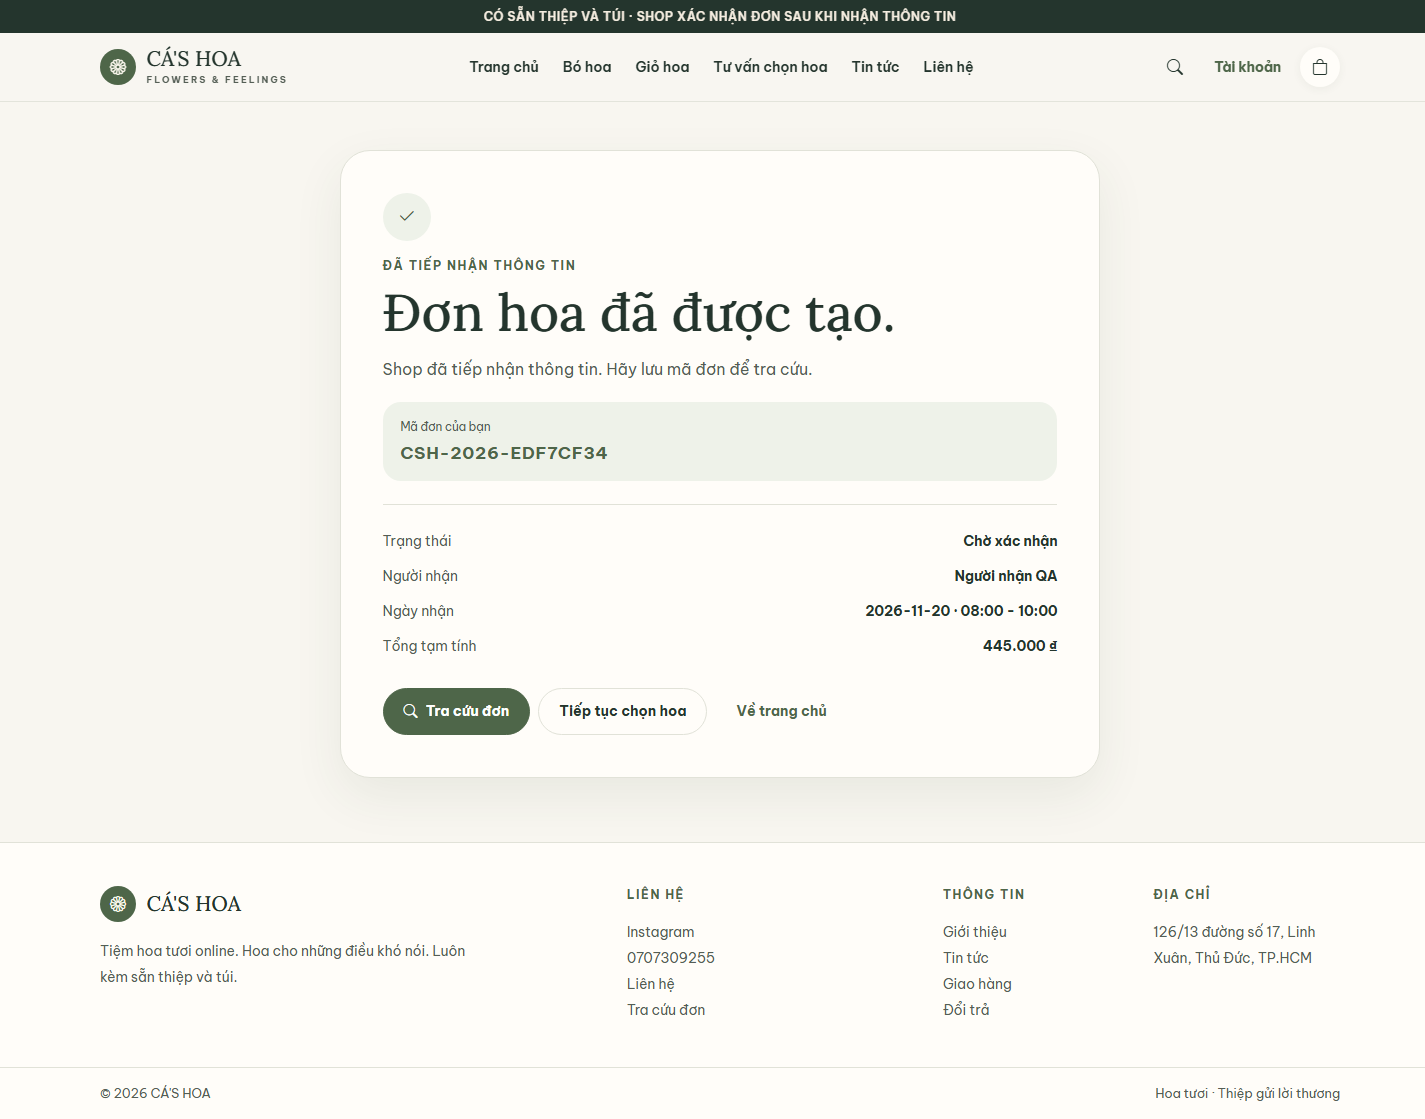 CÓ SẴN THIỆP VÀ TÚI · SHOP XÁC NHẬN ĐƠN SAU KHI NHẬN THÔNG TIN
CÁ'S HOA
FLOWERS & FEELINGS
Trang chủ
Bó hoa
Giỏ hoa
Tư vấn chọn hoa
Tin tức
Liên hệ
Tài khoản
ĐÃ TIẾP NHẬN THÔNG TIN
Đơn hoa đã được tạo.
Shop đã tiếp nhận thông tin. Hãy lưu mã đơn để tra cứu.
Mã đơn của bạn
CSH-2026-EDF7CF34
Trạng thái
Chờ xác nhận
Người nhận
Người nhận QA
Ngày nhận
2026-11-20 · 08:00 - 10:00
Tổng tạm tính
445.000 ₫
Tra cứu đơn
Tiếp tục chọn hoa
Về trang chủ
CÁ'S HOA
Tiệm hoa tươi online. Hoa cho những điều khó nói. Luôn
kèm sẵn thiệp và túi.
LIÊN HỆ
Instagram
0707309255
Liên hệ
Tra cứu đơn
THÔNG TIN
Giới thiệu
Tin tức
Giao hàng
Đổi trả
ĐỊA CHỈ
126/13 đường số 17, Linh
Xuân, Thủ Đức, TP.HCM
© 2026 CÁ'S HOA
Hoa tươi · Thiệp gửi lời thương